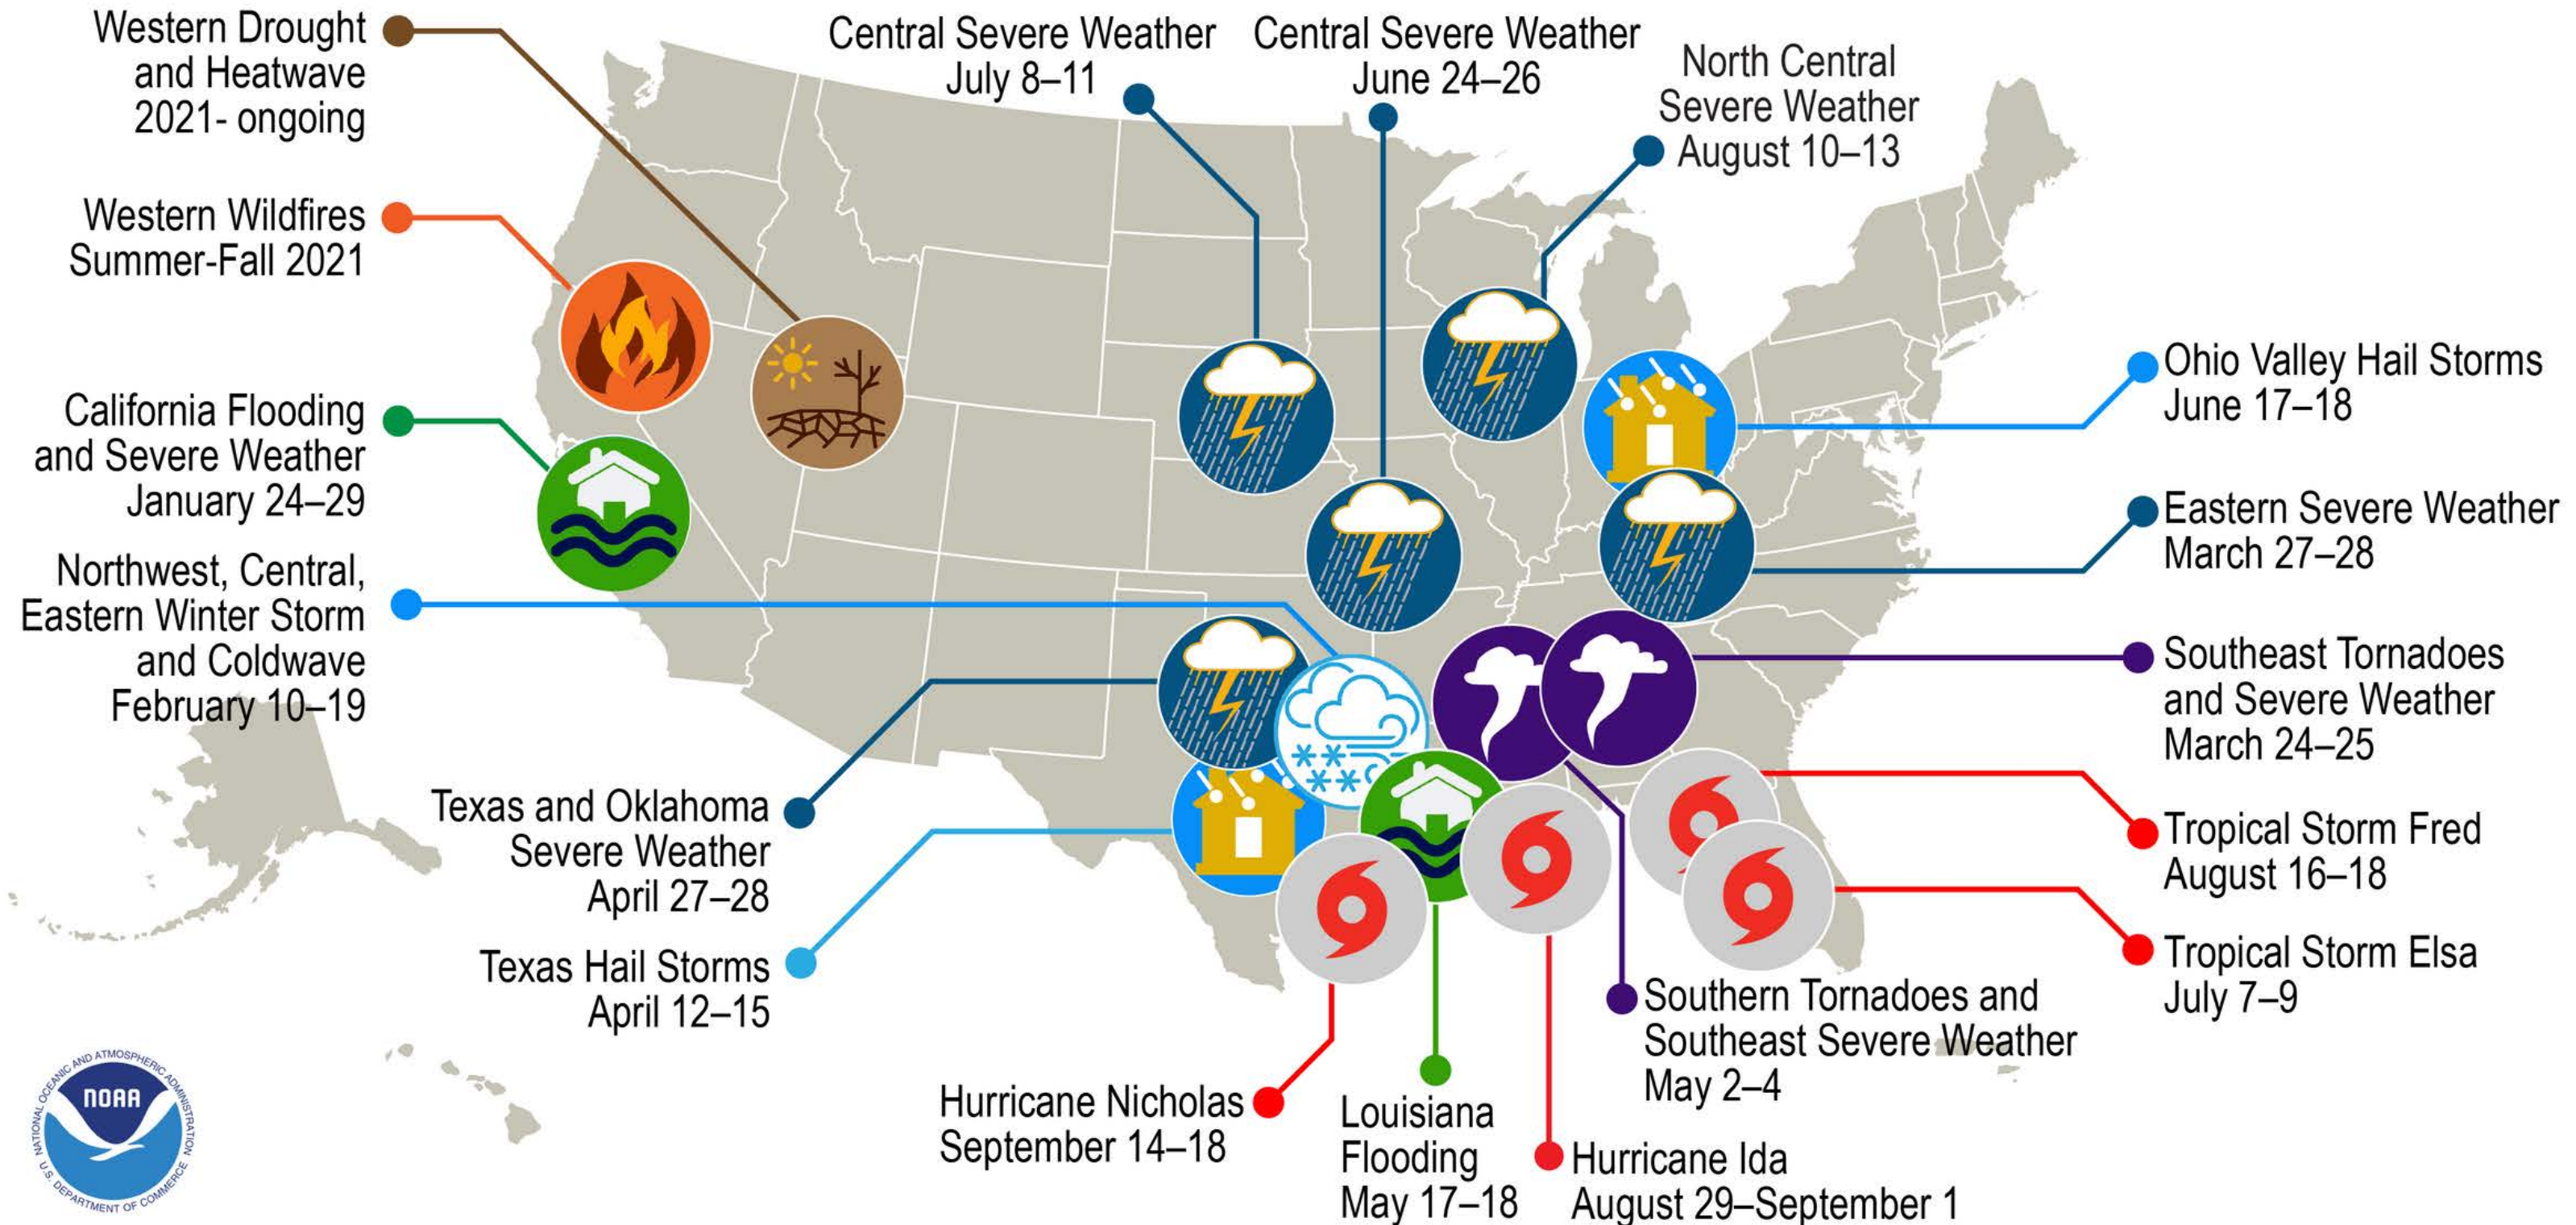 Western Drought
and Heatwave
2021- ongoing
Western Wildfires
Summer-Fall 2021
California Flooding
and Severe Weather
January 24–29
Northwest, Central,
Eastern Winter Storm
and Coldwave
February 10–19
Central Severe Weather
July 8–11
Central Severe Weather
June 24–26
North Central
Severe Weather
August 10–13
Ohio Valley Hail Storms
June 17–18
Eastern Severe Weather
March 27–28
Southeast Tornadoes
and Severe Weather
March 24–25
Tropical Storm Fred
August 16–18
Tropical Storm Elsa
July 7–9
Texas and Oklahoma
Severe Weather
April 27–28
Texas Hail Storms
April 12–15
Hurricane Nicholas
September 14–18
Louisiana
Flooding
May 17–18
Hurricane Ida
August 29–September 1
Southern Tornadoes and
Southeast Severe Weather
May 2–4
NATIONAL OCEANIC AND ATMOSPHERIC ADMINISTRATION
NOAA
U.S. DEPARTMENT OF COMMERCE